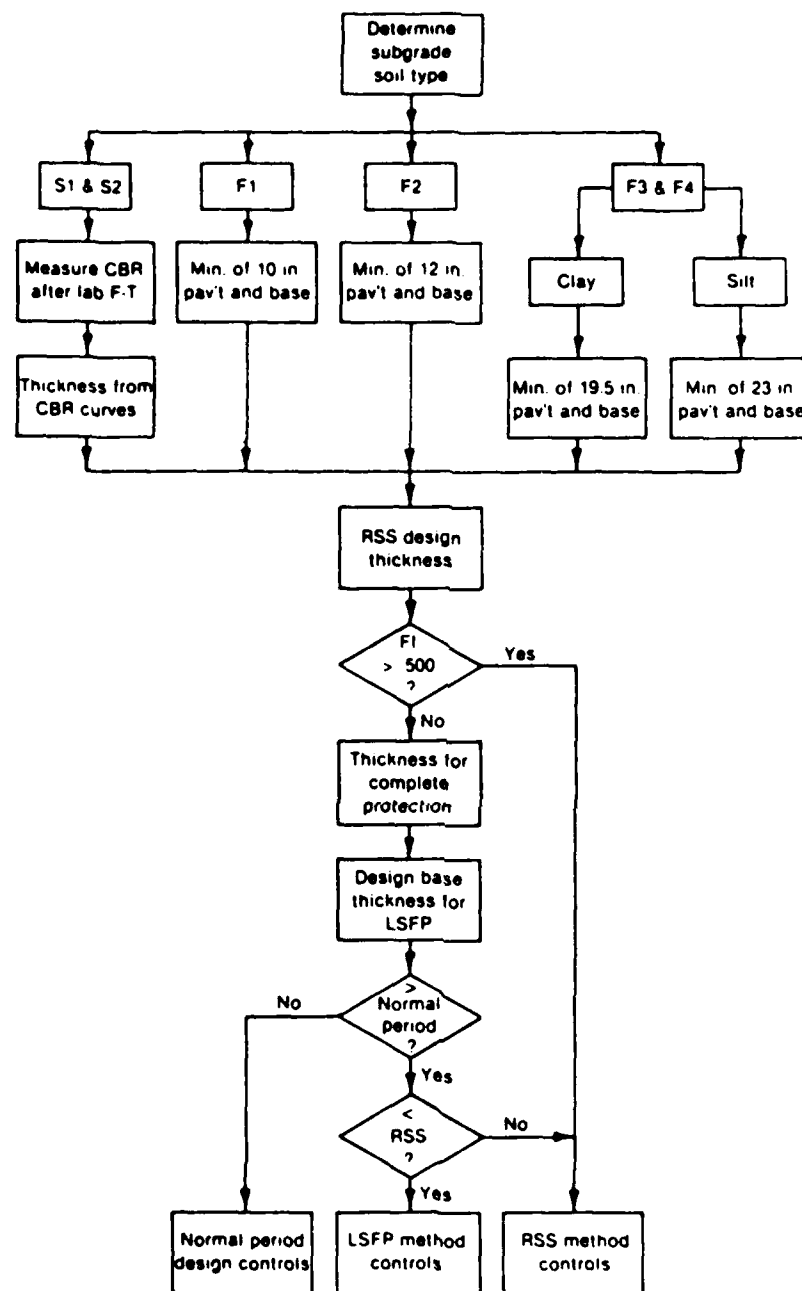 Determine
subgrade
soil type
S1 & S2
F1
F2
F3 & F4
Measure CBR
after lab F-T
Min. of 10 in.
pav't and base
Min. of 12 in.
pav't and base
Clay
Silt
Thickness from
CBR curves
Min. of 19.5 in.
pav't and base
Min. of 23 in.
pav't and base
RSS design
thickness
FI
> 500
?
Yes
No
Thickness for
complete
protection
Design base
thickness for
LSFP
>
Normal
period
?
No
Yes
<
RSS
?
No
Yes
Normal period
design controls
LSFP method
controls
RSS method
controls